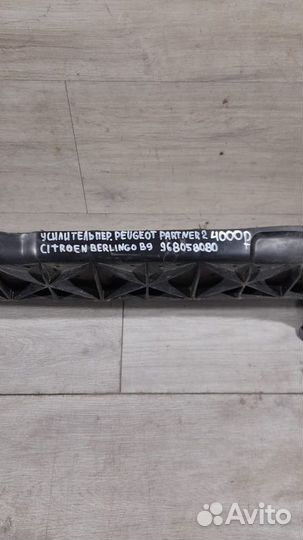 УСИЛИТЕЛЬ ПЕР. PEUGEOT PARTNER 2 4000р
CITROEN BERLINGO B9 968058080 т
Avito